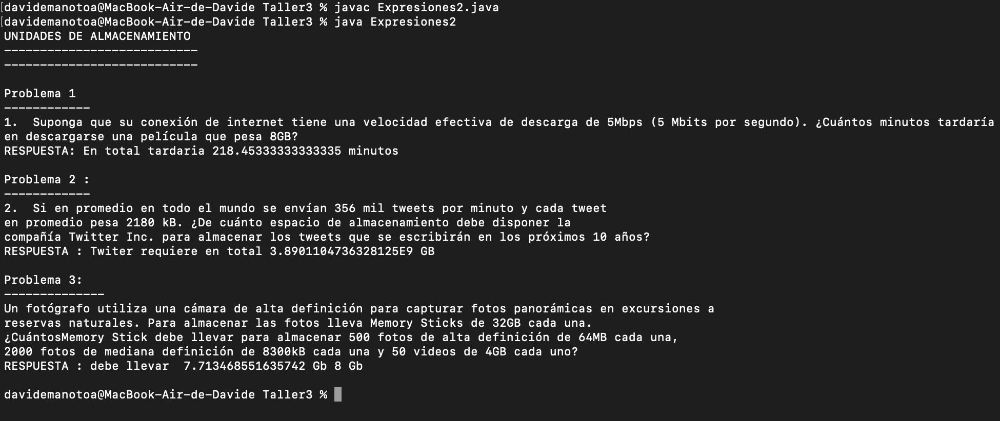 [davidemanotoa@MacBook-Air-de-Davide Taller3 % javac Expresiones2.java
[davidemanotoa@MacBook-Air-de-Davide Taller3 % java Expresiones2
UNIDADES DE ALMACENAMIENTO
---------------------------
---------------------------
Problema 1
------------
1.  Suponga que su conexión de internet tiene una velocidad efectiva de descarga de 5Mbps (5 Mbits por segundo). ¿Cuántos minutos tardaría
en descargarse una película que pesa 8GB?
RESPUESTA: En total tardaria 218.45333333333335 minutos
Problema 2 :
------------
2.  Si en promedio en todo el mundo se envían 356 mil tweets por minuto y cada tweet
en promedio pesa 2180 kB. ¿De cuánto espacio de almacenamiento debe disponer la
compañía Twitter Inc. para almacenar los tweets que se escribirán en los próximos 10 años?
RESPUESTA : Twiter requiere en total 3.8901104736328125E9 GB
Problema 3:
--------------
Un fotógrafo utiliza una cámara de alta definición para capturar fotos panorámicas en excursiones a
reservas naturales. Para almacenar las fotos lleva Memory Sticks de 32GB cada una.
¿CuántosMemory Stick debe llevar para almacenar 500 fotos de alta definición de 64MB cada una,
2000 fotos de mediana definición de 8300kB cada una y 50 videos de 4GB cada uno?
RESPUESTA : debe llevar  7.713468551635742 Gb 8 Gb
davidemanotoa@MacBook-Air-de-Davide Taller3 %